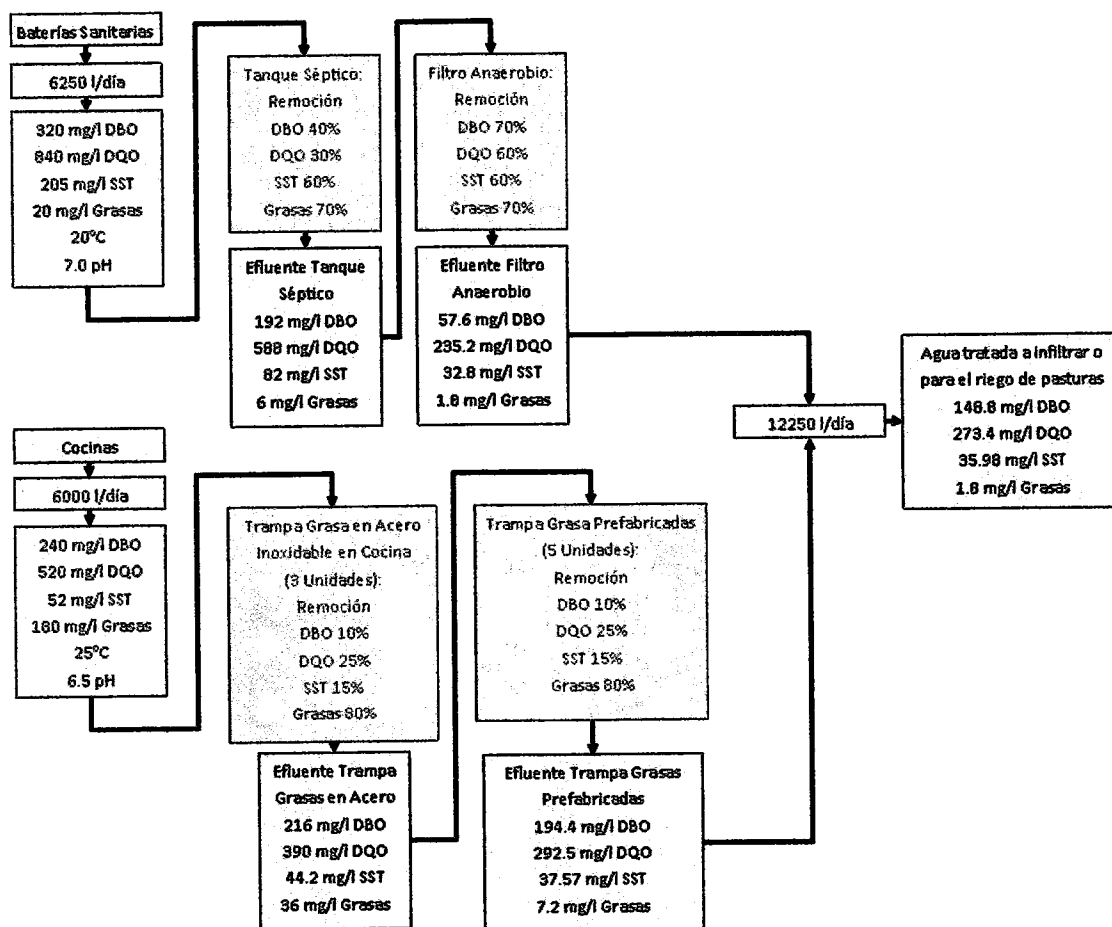 Baterías Sanitarias
6250 l/día
320 mg/l DBO
840 mg/l DQO
205 mg/l SST
20 mg/l Grasas
20°C
7.0 pH
Tanque Séptico:
Remoción
DBO 40%
DQO 30%
SST 60%
Grasas 70%
Efluente Tanque
Séptico
192 mg/l DBO
588 mg/l DQO
82 mg/l SST
6 mg/l Grasas
Filtro Anaerobio:
Remoción
DBO 70%
DQO 60%
SST 60%
Grasas 70%
Efluente Filtro
Anaerobio
57.6 mg/l DBO
235.2 mg/l DQO
32.8 mg/l SST
1.8 mg/l Grasas
Cocinas
6000 l/día
240 mg/l DBO
520 mg/l DQO
52 mg/l SST
180 mg/l Grasas
25°C
6.5 pH
Trampa Grasa en Acero
Inoxidable en Cocina
(3 Unidades):
Remoción
DBO 10%
DQO 25%
SST 15%
Grasas 80%
Efluente Trampa
Grasas en Acero
216 mg/l DBO
390 mg/l DQO
44.2 mg/l SST
36 mg/l Grasas
Trampa Grasa Prefabricadas
(5 Unidades):
Remoción
DBO 10%
DQO 25%
SST 15%
Grasas 80%
Efluente Trampa Grasas
Prefabricadas
194.4 mg/l DBO
292.5 mg/l DQO
37.57 mg/l SST
7.2 mg/l Grasas
12250 l/día
Agua tratada a infiltrar o
para el riego de pasturas
148.8 mg/l DBO
273.4 mg/l DQO
35.98 mg/l SST
1.8 mg/l Grasas